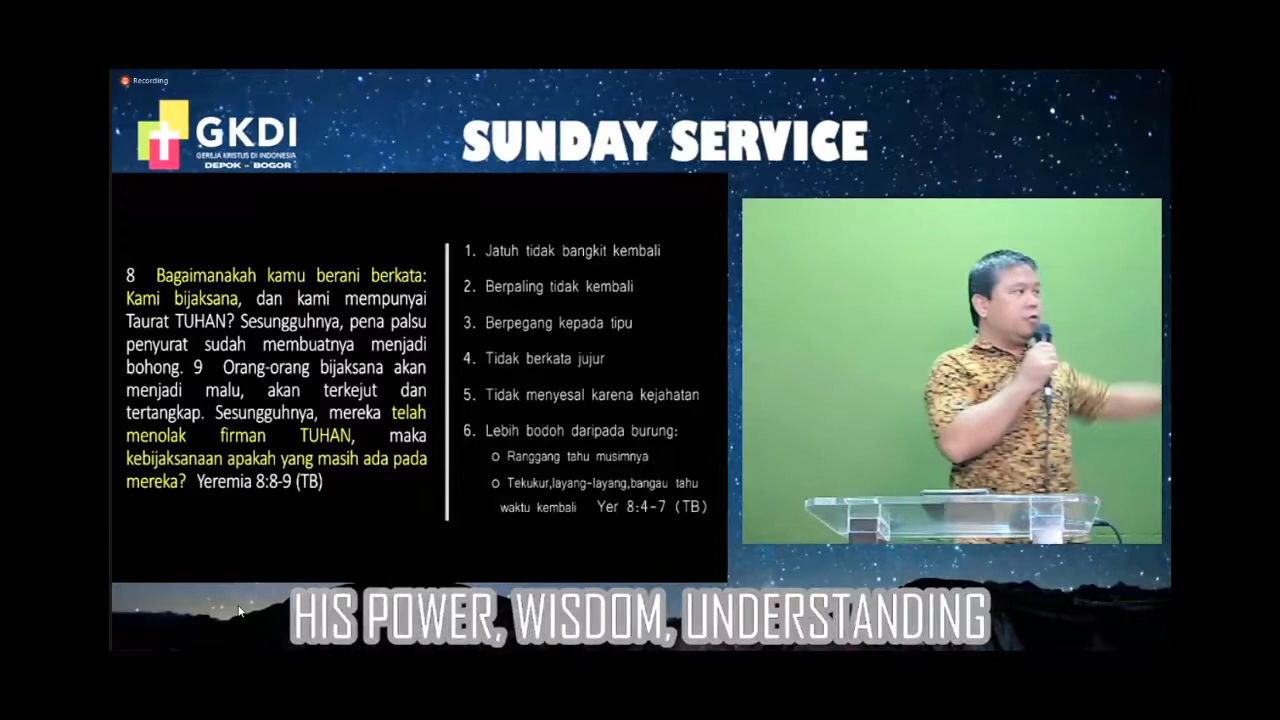 Recording
GKDI
GEREJA KRISTUS DI INDONESIA
DEPOK - BOGOR
SUNDAY SERVICE
8 Bagaimanakah kamu berani berkata:
Kami bijaksana, dan kami mempunyai
Taurat TUHAN? Sesungguhnya, pena palsu
penyurat sudah membuatnya menjadi
bohong. 9 Orang-orang bijaksana akan
menjadi malu, akan terkejut dan
tertangkap. Sesungguhnya, mereka telah
menolak firman TUHAN, maka
kebijaksanaan apakah yang masih ada pada
mereka? Yeremia 8:8-9 (TB)
1. Jatuh tidak bangkit kembali
2. Berpaling tidak kembali
3. Berpegang kepada tipu
4. Tidak berkata jujur
5. Tidak menyesal karena kejahatan
6. Lebih bodoh daripada burung:
o Ranggang tahu musimnya
o Tekukur,layang-layang,bangau tahu
waktu kembali Yer 8:4-7 (TB)
HIS POWER, WISDOM, UNDERSTANDING